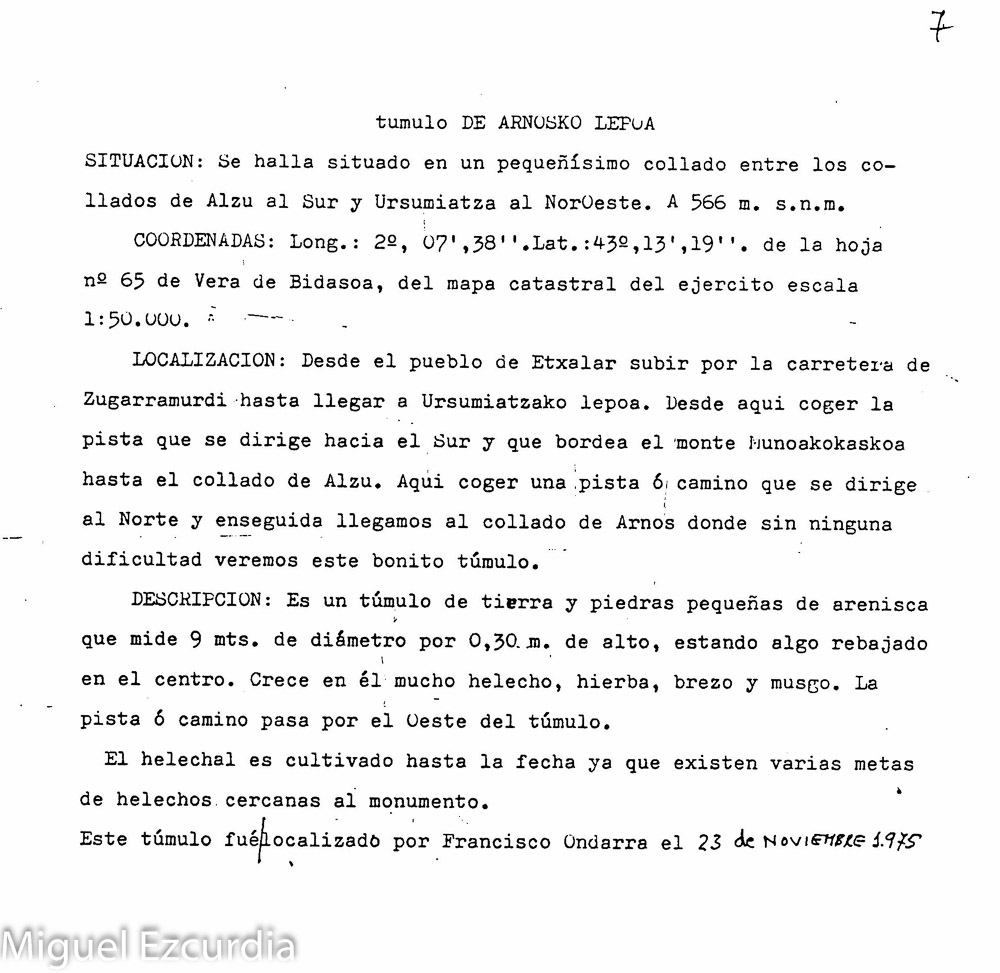 7
tumulo DE ARNOSKO LEPOA
SITUACION: Se halla situado en un pequeñísimo collado entre los co-
llados de Alzu al Sur y Ursumiatza al NorOeste. A 566 m. s.n.m.
COORDENADAS: Long.: 2º, 07',38''.Lat.:43º,13',19''. de la hoja
nº 65 de Vera de Bidasoa, del mapa catastral del ejercito escala
1:50.000.
LOCALIZACION: Desde el pueblo de Etxalar subir por la carretera de
Zugarramurdi hasta llegar a Ursumiatzako lepoa. Desde aqui coger la
pista que se dirige hacia el Sur y que bordea el monte Munoakokaskoa
hasta el collado de Alzu. Aqui coger una pista ó camino que se dirige
al Norte y enseguida llegamos al collado de Arnos donde sin ninguna
dificultad veremos este bonito túmulo.
DESCRIPCION: Es un túmulo de tierra y piedras pequeñas de arenisca
que mide 9 mts. de diámetro por 0,30 m. de alto, estando algo rebajado
en el centro. Crece en él mucho helecho, hierba, brezo y musgo. La
pista ó camino pasa por el Oeste del túmulo.
El helechal es cultivado hasta la fecha ya que existen varias metas
de helechos cercanas al monumento.
Este túmulo fué localizado por Francisco Ondarra el 23 de NOVIEMBRE 1.975
Miguel Ezcurdia